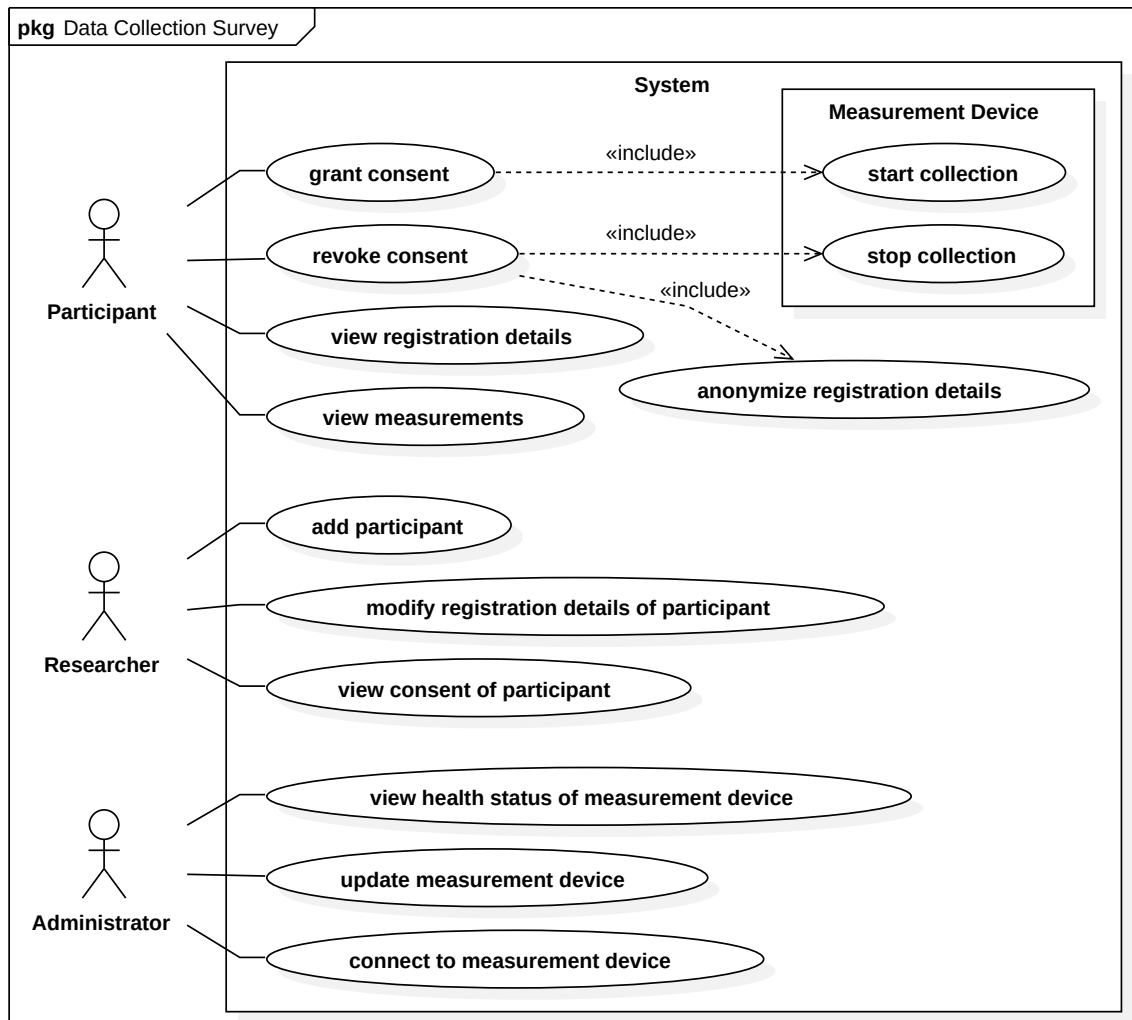 pkg Data Collection Survey
System
Measurement Device
«include»
grant consent
start collection
«include»
revoke consent
stop collection
«include»
Participant
view registration details
anonymize registration details
view measurements
add participant
modify registration details of participant
Researcher
view consent of participant
view health status of measurement device
update measurement device
Administrator
connect to measurement device